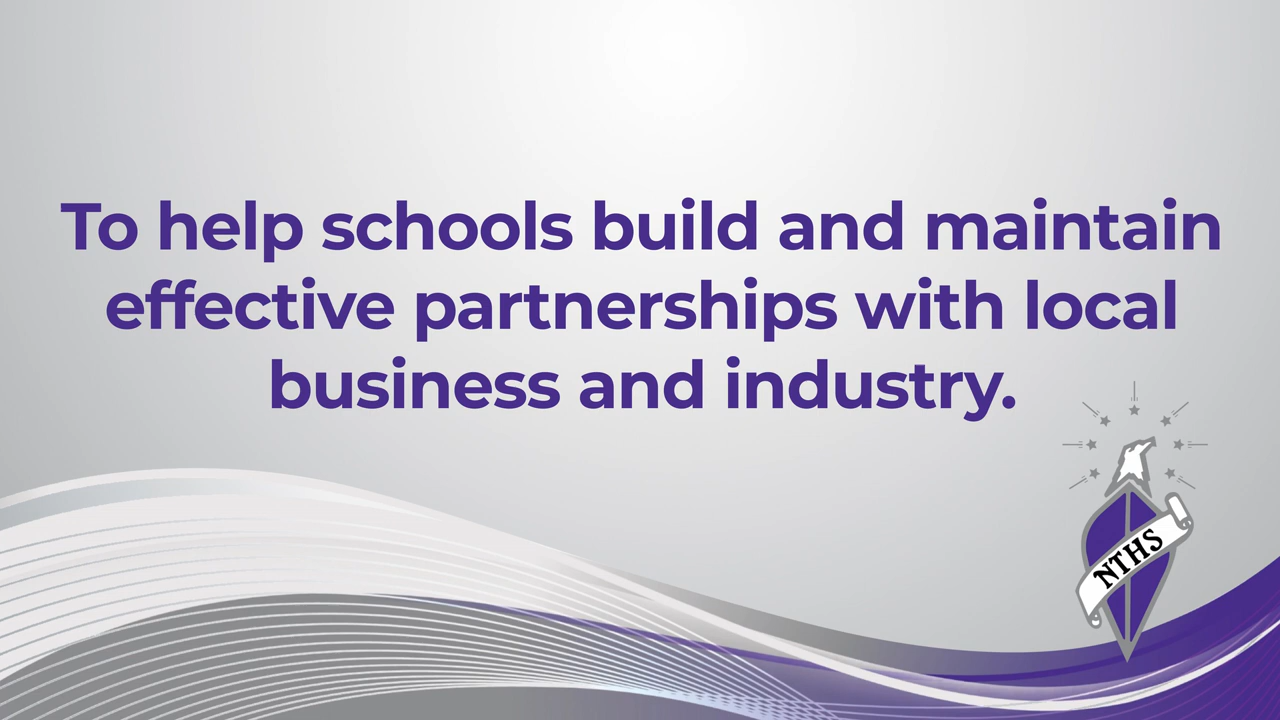 To help schools build and maintain
effective partnerships with local
business and industry.
NTHS